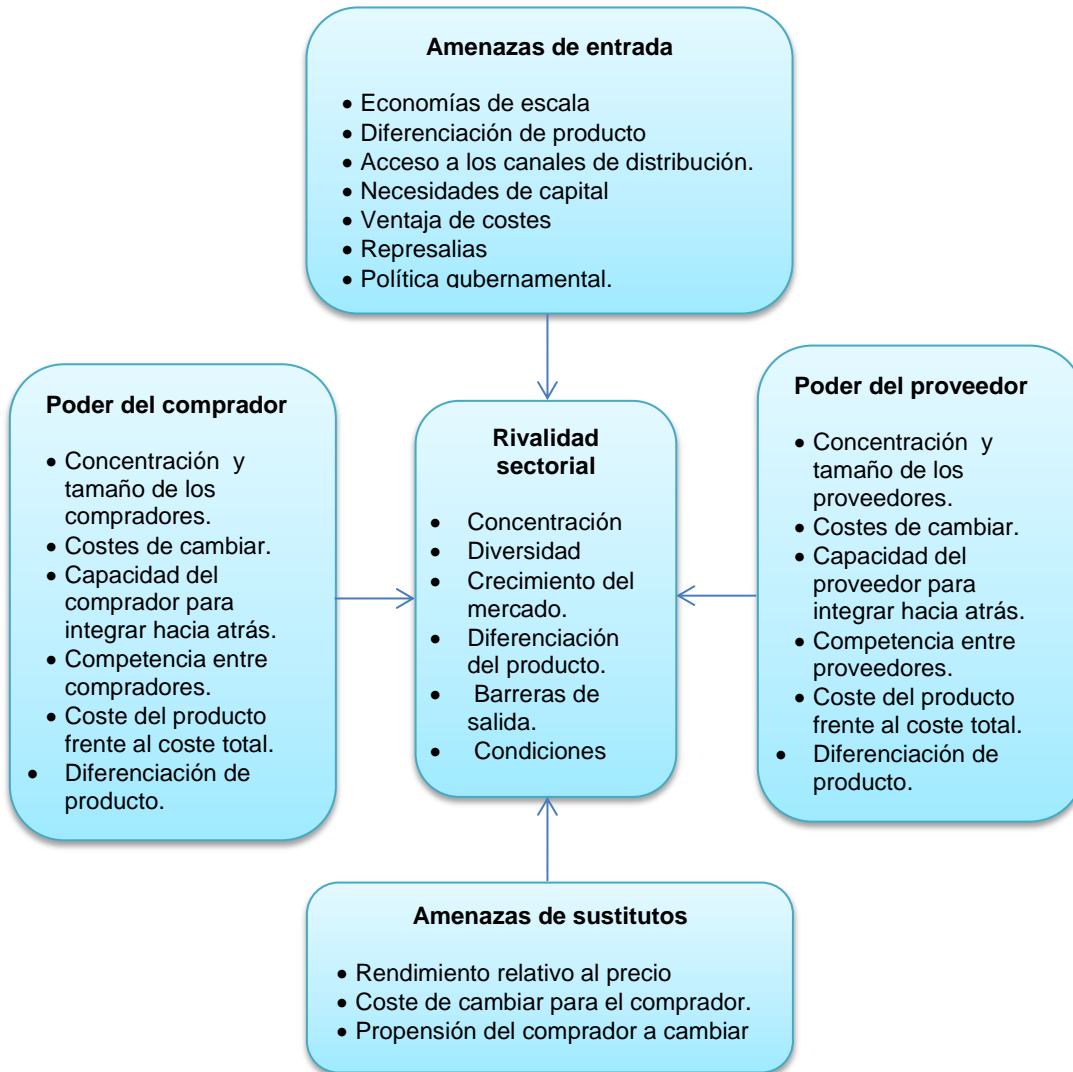 Amenazas de entrada
• Economías de escala
• Diferenciación de producto
• Acceso a los canales de distribución.
• Necesidades de capital
• Ventaja de costes
• Represalias
• Política gubernamental.
Poder del comprador
• Concentración y
tamaño de los
compradores.
• Costes de cambiar.
• Capacidad del
comprador para
integrar hacia atrás.
• Competencia entre
compradores.
• Coste del producto
frente al coste total.
• Diferenciación de
producto.
Rivalidad
sectorial
• Concentración
• Diversidad
• Crecimiento del
mercado.
• Diferenciación
del producto.
• Barreras de
salida.
• Condiciones
Poder del proveedor
• Concentración y
tamaño de los
proveedores.
• Costes de cambiar.
• Capacidad del
proveedor para
integrar hacia atrás.
• Competencia entre
proveedores.
• Coste del producto
frente al coste total.
• Diferenciación de
producto.
Amenazas de sustitutos
• Rendimiento relativo al precio
• Coste de cambiar para el comprador.
• Propensión del comprador a cambiar